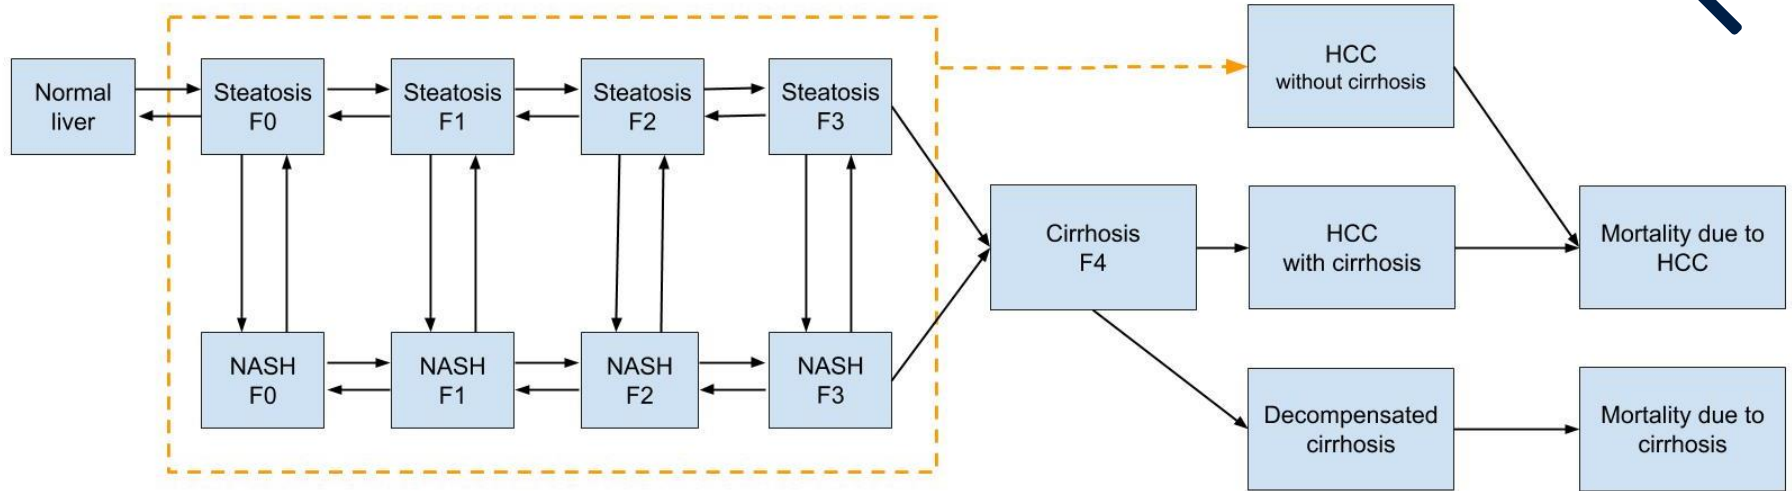 Normal
liver
Steatosis
F0
Steatosis
F1
Steatosis
F2
Steatosis
F3
NASH
F0
NASH
F1
NASH
F2
NASH
F3
Cirrhosis
F4
HCC
without cirrhosis
HCC
with cirrhosis
Decompensated
cirrhosis
Mortality due to
HCC
Mortality due to
cirrhosis